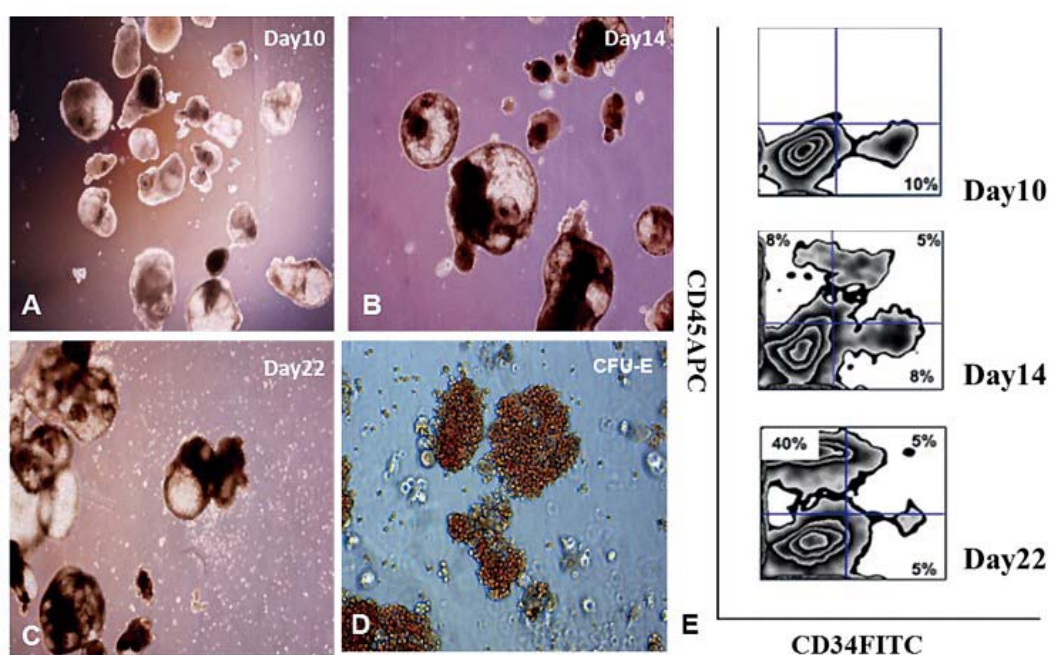 Day10
A
Day14
B
Day22
C
CFU-E
D
E
CD45APC
10%
Day10
8%
5%
8%
Day14
40%
5%
5%
Day22
CD34FITC